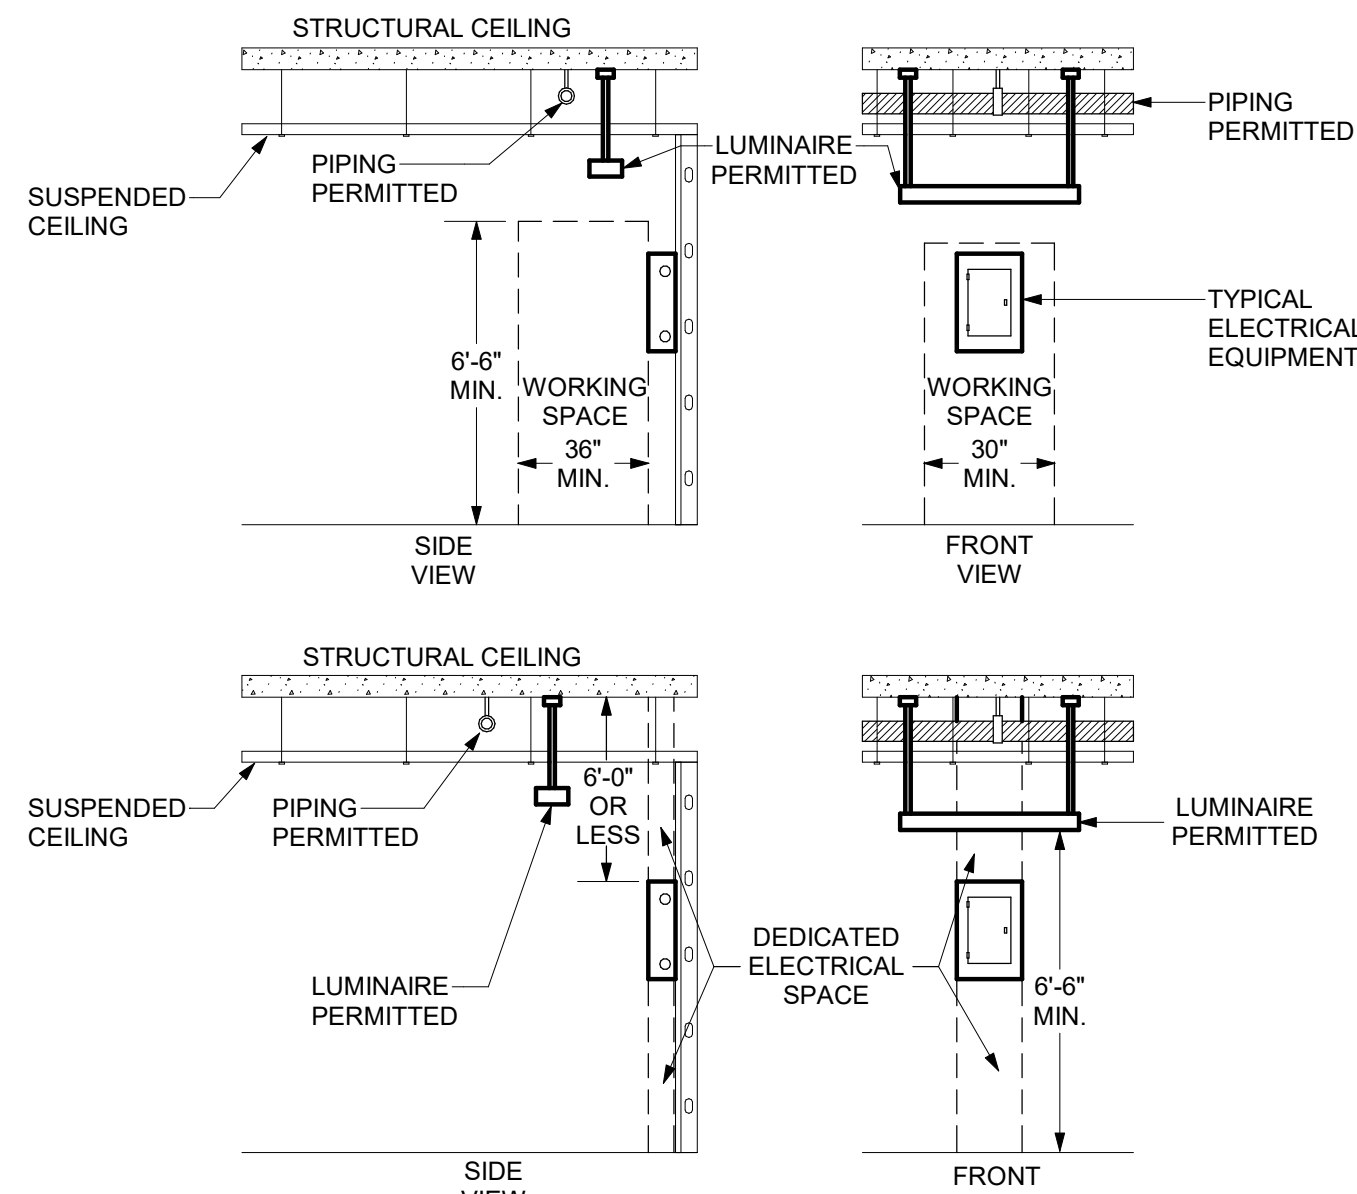 STRUCTURAL CEILING
PIPING
PERMITTED
LUMINAIRE
PERMITTED
PIPING
PERMITTED
SUSPENDED
CEILING
TYPICAL
ELECTRICAL
EQUIPMENT
6'-6"
MIN.
WORKING
SPACE
36"
MIN.
WORKING
SPACE
30"
MIN.
SIDE
VIEW
FRONT
VIEW
STRUCTURAL CEILING
6'-0"
OR
LESS
SUSPENDED
CEILING
PIPING
PERMITTED
LUMINAIRE
PERMITTED
LUMINAIRE
PERMITTED
DEDICATED
ELECTRICAL
SPACE
6'-6"
MIN.
SIDE
VIEW
FRONT